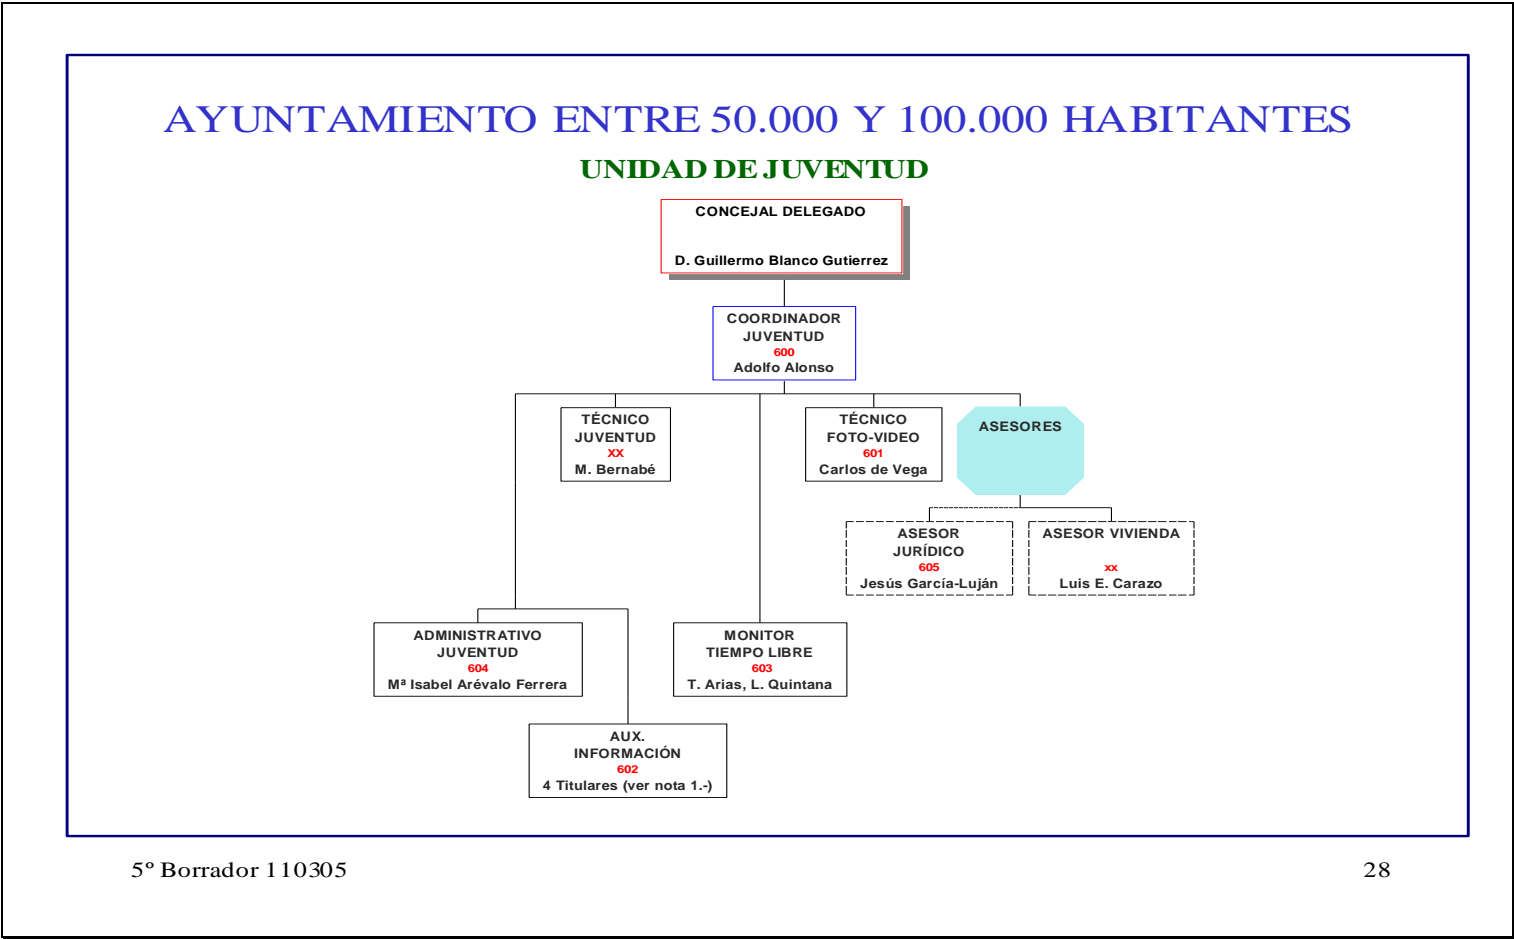 AYUNTAMIENTO ENTRE 50.000 Y 100.000 HABITANTES
UNIDAD DE JUVENTUD
CONCEJAL DELEGADO
D. Guillermo Blanco Gutierrez
COORDINADOR
JUVENTUD
600
Adolfo Alonso
TÉCNICO
JUVENTUD
XX
M. Bernabé
TÉCNICO
FOTO-VIDEO
601
Carlos de Vega
ASESORES
ASESOR
JURÍDICO
605
Jesús García-Luján
ASESOR VIVIENDA
xx
Luis E. Carazo
ADMINISTRATIVO
JUVENTUD
604
Mª Isabel Arévalo Ferrera
MONITOR
TIEMPO LIBRE
603
T. Arias, L. Quintana
AUX.
INFORMACIÓN
602
4 Titulares (ver nota 1.-)
5º Borrador 110305
28